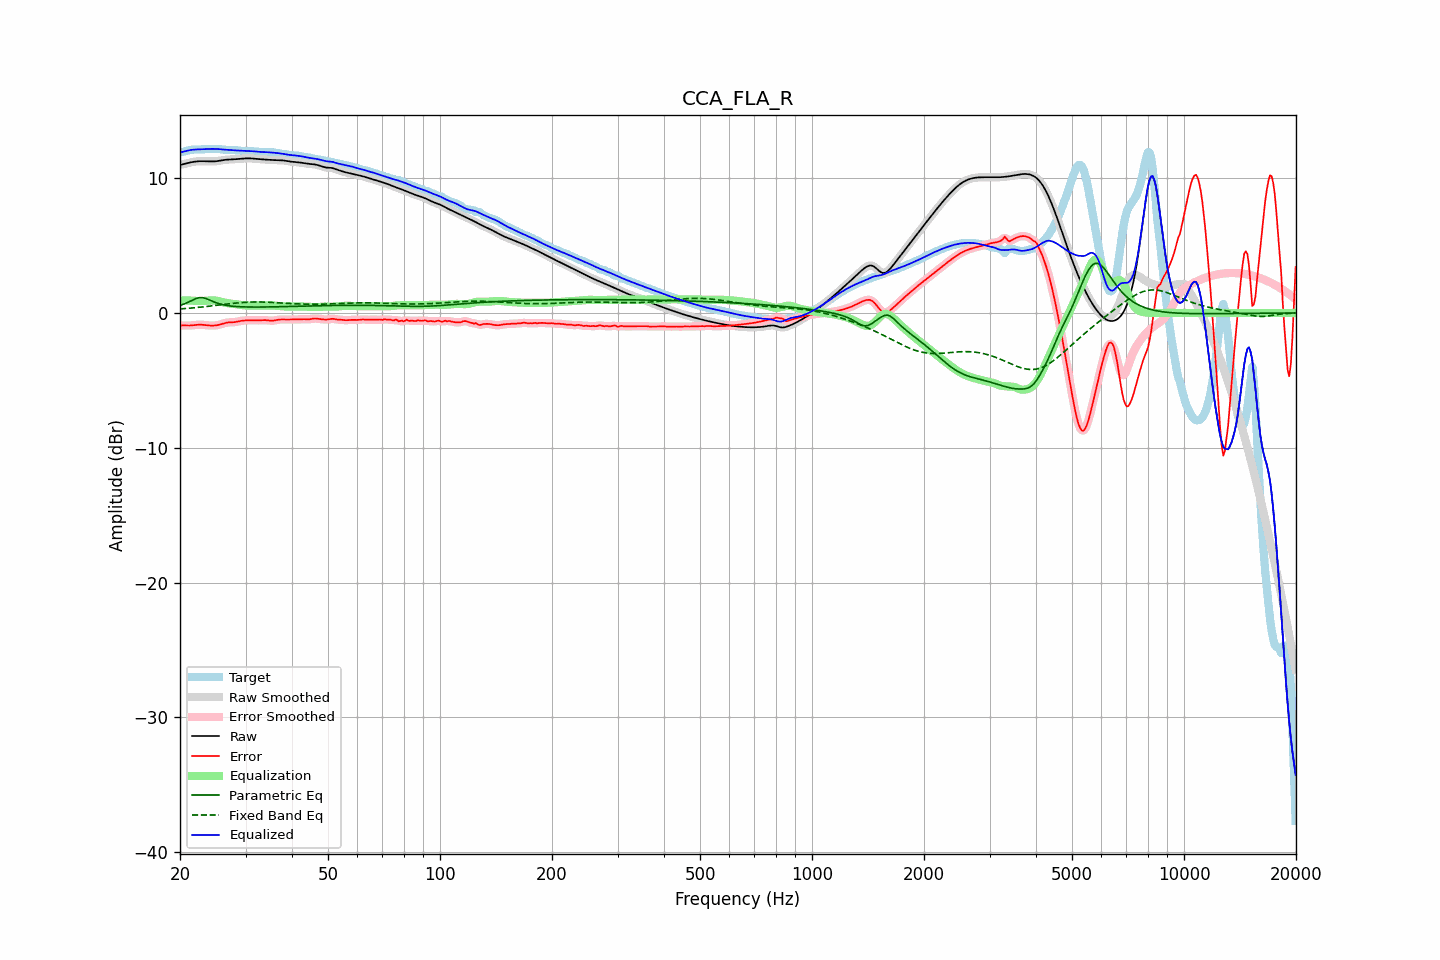 CCA_FLA_R
Amplitude (dBr)
10
0
−10
−20
−30
−40
Target
Raw Smoothed
Error Smoothed
Raw
Error
Equalization
Parametric Eq
Fixed Band Eq
Equalized
20 50 100 200 500 1000 2000 5000 10000 20000
Frequency (Hz)